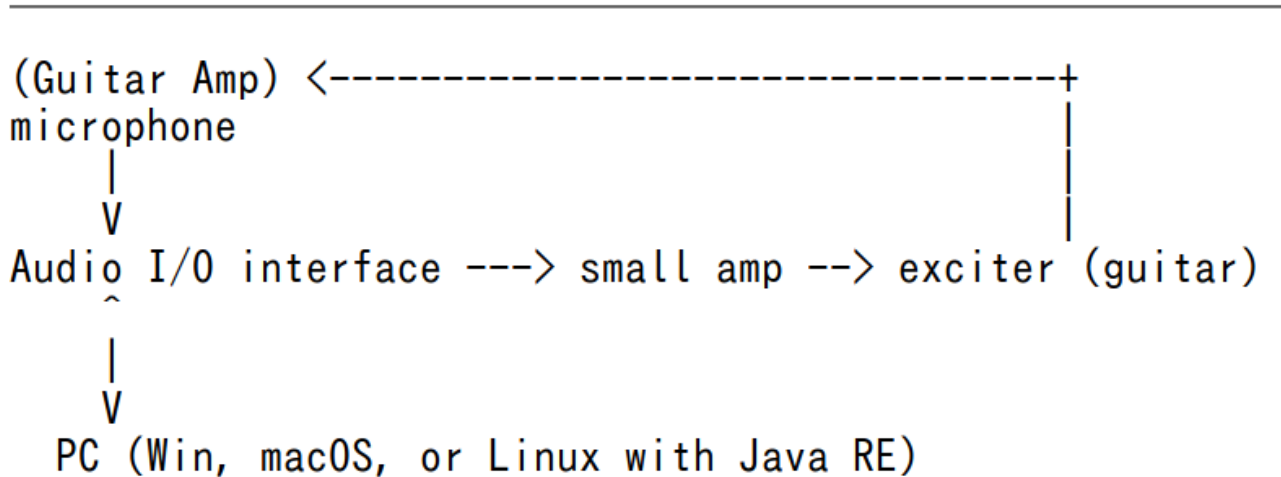 (Guitar Amp) <--------------------------------+
microphone                                    |
    |                                         |
    V                                         |
Audio I/O interface ---> small amp --> exciter (guitar)
    ^
    |
    V
  PC (Win, macOS, or Linux with Java RE)